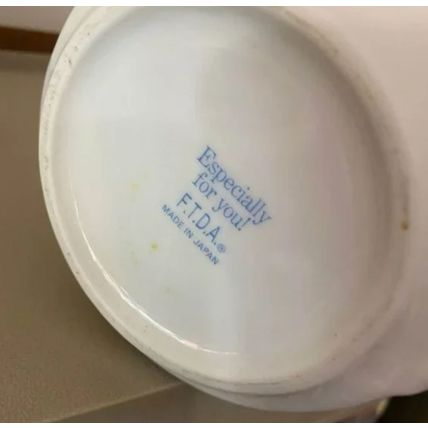 Especially
for you!
F.T.D.A.®
MADE IN JAPAN